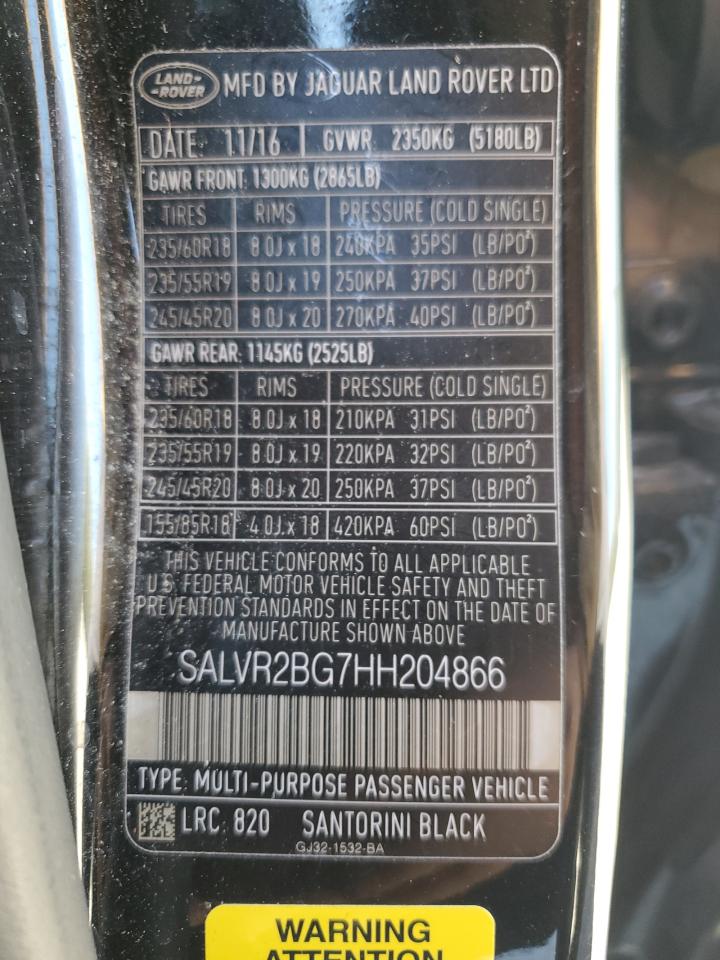 LAND-ROVER MFD BY JAGUAR LAND ROVER LTD
DATE: 11/16 GVWR 2350KG (5180LB)
GAWR FRONT: 1300KG (2865LB)
TIRES RIMS PRESSURE (COLD SINGLE)
235/60R18 8.0J x 18 240KPA 35PSI (LB/PO²)
235/55R19 8.0J x 19 250KPA 37PSI (LB/PO²)
245/45R20 8.0J x 20 270KPA 40PSI (LB/PO²)
GAWR REAR: 1145KG (2525LB)
TIRES RIMS PRESSURE (COLD SINGLE)
235/60R18 8.0J x 18 210KPA 31PSI (LB/PO²)
235/55R19 8.0J x 19 220KPA 32PSI (LB/PO²)
245/45R20 8.0J x 20 250KPA 37PSI (LB/PO²)
155/85R18 4.0J x 18 420KPA 60PSI (LB/PO²)
THIS VEHICLE CONFORMS TO ALL APPLICABLE
U.S. FEDERAL MOTOR VEHICLE SAFETY AND THEFT
PREVENTION STANDARDS IN EFFECT ON THE DATE OF
MANUFACTURE SHOWN ABOVE
SALVR2BG7HH204866
TYPE: MULTI-PURPOSE PASSENGER VEHICLE
LRC: 820 SANTORINI BLACK
GJ32-1532-BA
WARNING
ATTENTION